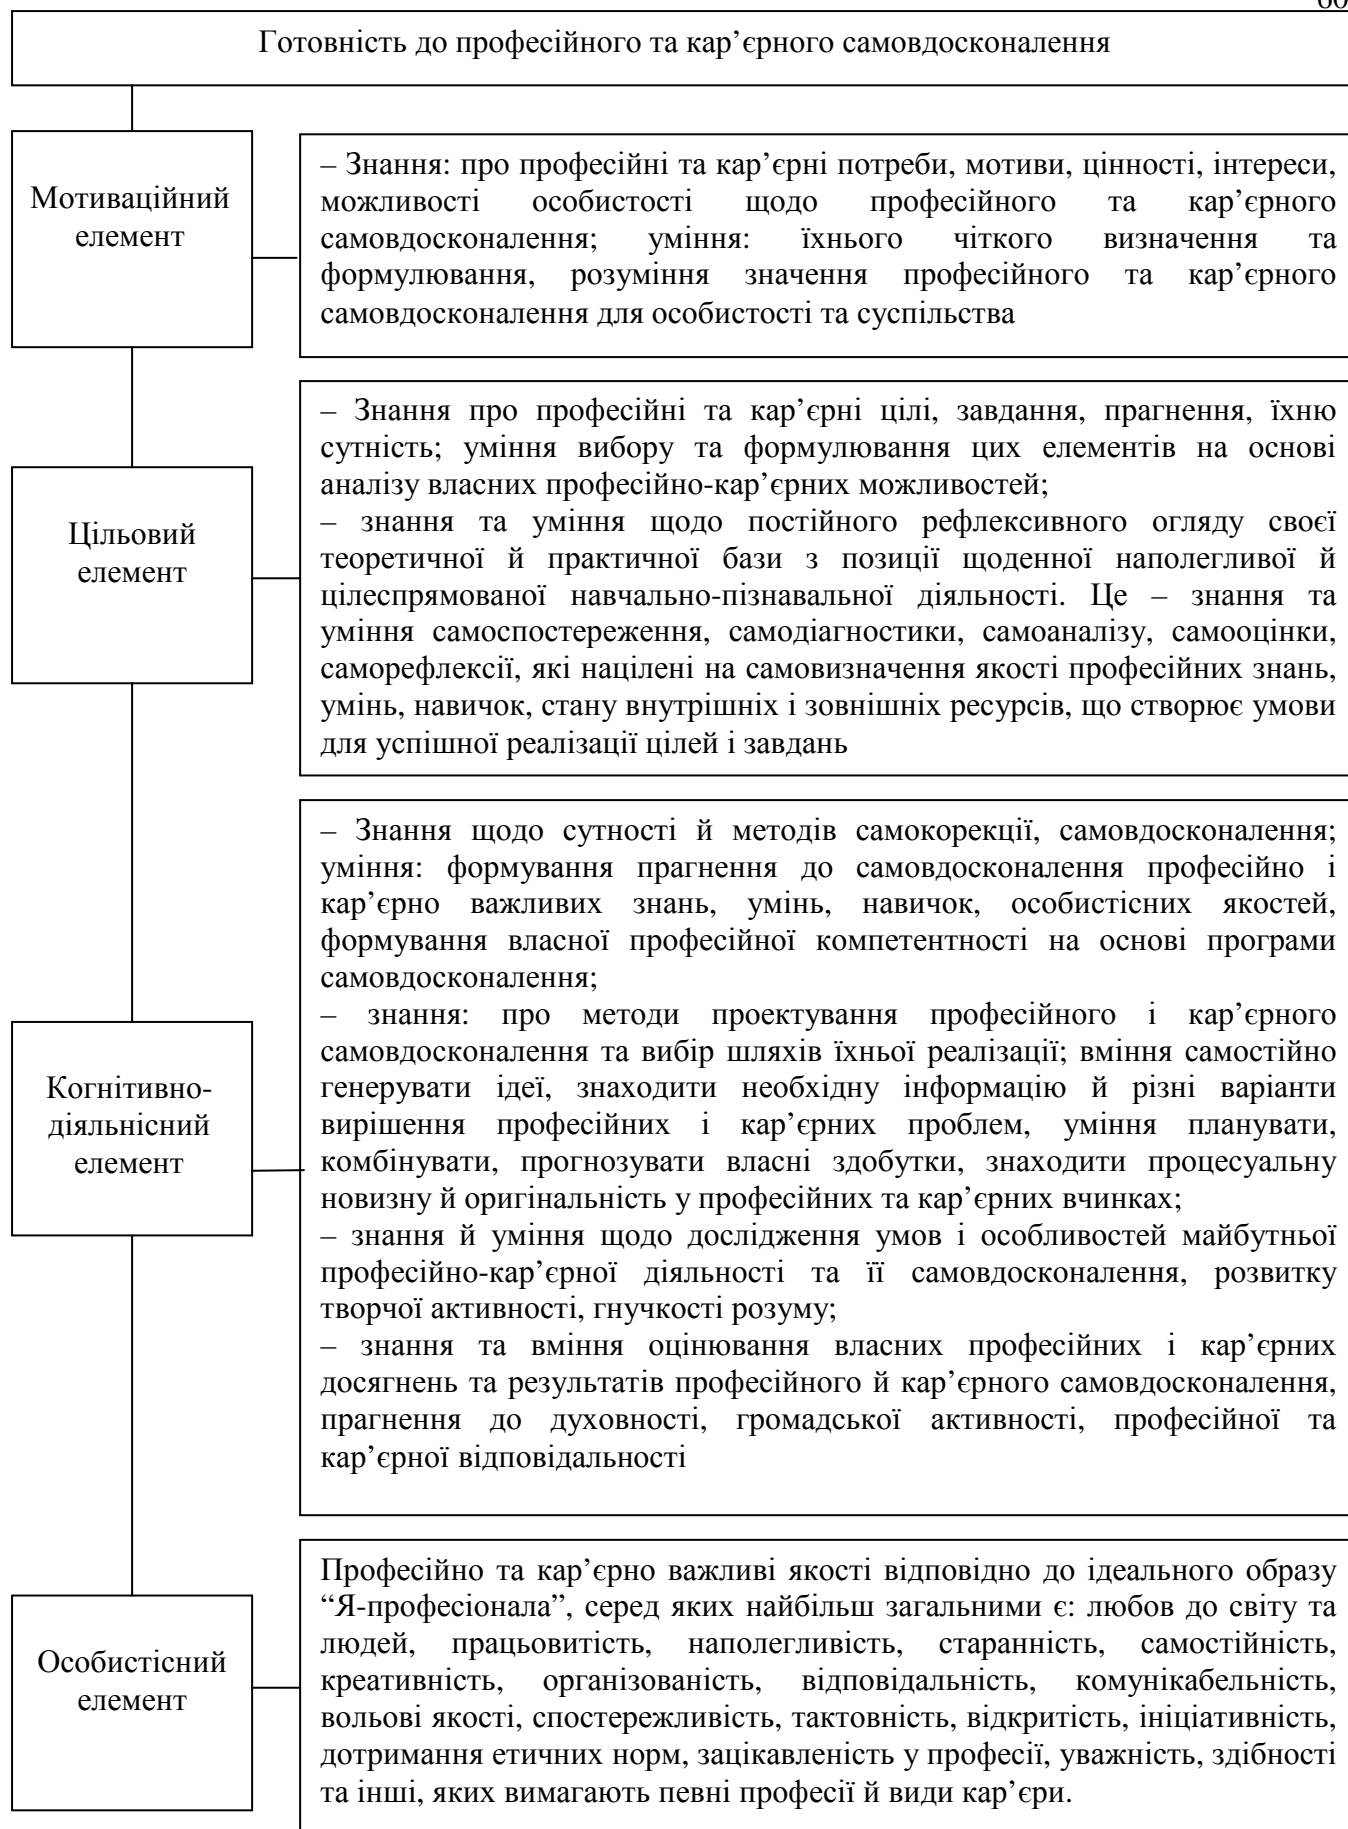 60
Готовність до професійного та кар’єрного самовдосконалення
Мотиваційний
елемент
– Знання: про професійні та кар’єрні потреби, мотиви, цінності, інтереси,
можливості особистості щодо професійного та кар’єрного
самовдосконалення; уміння: їхнього чіткого визначення та
формулювання, розуміння значення професійного та кар’єрного
самовдосконалення для особистості та суспільства
Цільовий
елемент
– Знання про професійні та кар’єрні цілі, завдання, прагнення, їхню
сутність; уміння вибору та формулювання цих елементів на основі
аналізу власних професійно-кар’єрних можливостей;
– знання та уміння щодо постійного рефлексивного огляду своєї
теоретичної й практичної бази з позиції щоденної наполегливої й
цілеспрямованої навчально-пізнавальної діяльності. Це – знання та
уміння самоспостереження, самодіагностики, самоаналізу, самооцінки,
саморефлексії, які націлені на самовизначення якості професійних знань,
умінь, навичок, стану внутрішніх і зовнішніх ресурсів, що створює умови
для успішної реалізації цілей і завдань
Когнітивно-
діяльнісний
елемент
– Знання щодо сутності й методів самокорекції, самовдосконалення;
уміння: формування прагнення до самовдосконалення професійно і
кар’єрно важливих знань, умінь, навичок, особистісних якостей,
формування власної професійної компетентності на основі програми
самовдосконалення;
– знання: про методи проектування професійного і кар’єрного
самовдосконалення та вибір шляхів їхньої реалізації; вміння самостійно
генерувати ідеї, знаходити необхідну інформацію й різні варіанти
вирішення професійних і кар’єрних проблем, уміння планувати,
комбінувати, прогнозувати власні здобутки, знаходити процесуальну
новизну й оригінальність у професійних та кар’єрних вчинках;
– знання й уміння щодо дослідження умов і особливостей майбутньої
професійно-кар’єрної діяльності та її самовдосконалення, розвитку
творчої активності, гнучкості розуму;
– знання та вміння оцінювання власних професійних і кар’єрних
досягнень та результатів професійного й кар’єрного самовдосконалення,
прагнення до духовності, громадської активності, професійної та
кар’єрної відповідальності
Особистісний
елемент
Професійно та кар’єрно важливі якості відповідно до ідеального образу
“Я-професіонала”, серед яких найбільш загальними є: любов до світу та
людей, працьовитість, наполегливість, старанність, самостійність,
креативність, організованість, відповідальність, комунікабельність,
вольові якості, спостережливість, тактовність, відкритість, ініціативність,
дотримання етичних норм, зацікавленість у професії, уважність, здібності
та інші, яких вимагають певні професії й види кар’єри.